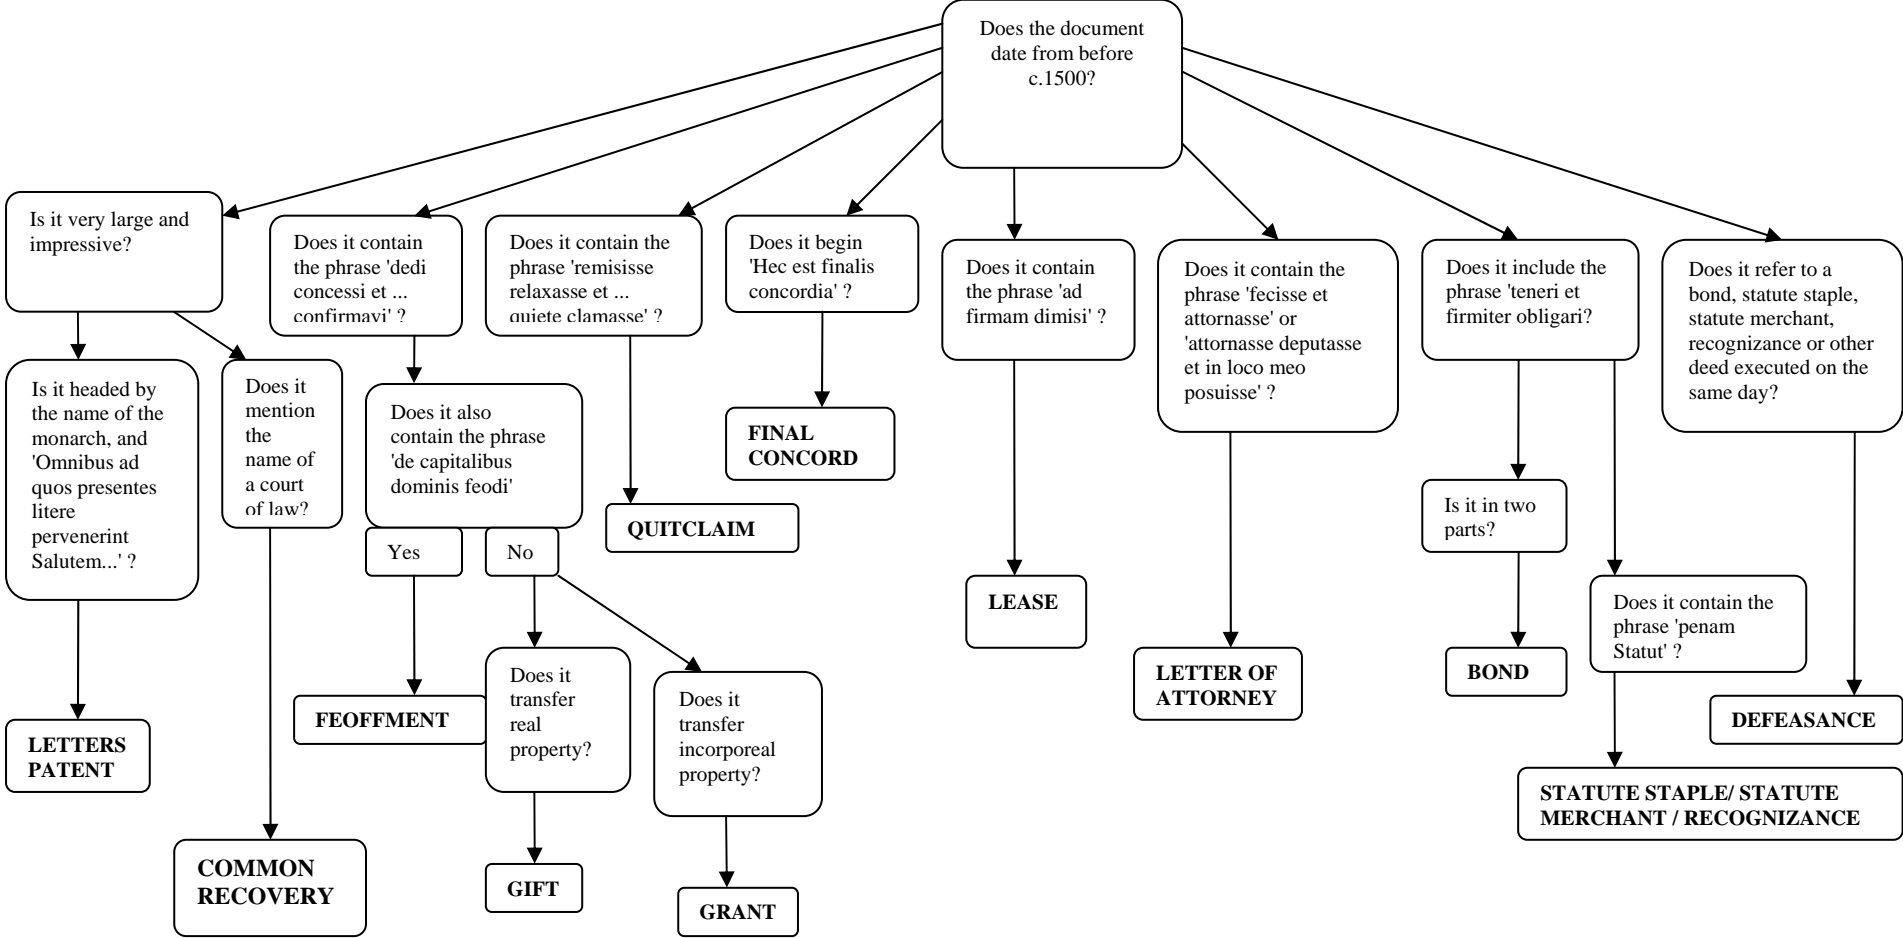 Does the document
date from before
c.1500?
Is it very large and
impressive?
Does it contain
the phrase 'dedi
concessi et ...
confirmavi' ?
Does it contain the
phrase 'remisisse
relaxasse et ...
quiete clamasse' ?
Does it begin
'Hec est finalis
concordia' ?
Does it contain
the phrase 'ad
firmam dimisi' ?
Does it contain the
phrase 'fecisse et
attornasse' or
'attornasse deputasse
et in loco meo
posuisse' ?
Does it include the
phrase 'teneri et
firmiter obligari?
Does it refer to a
bond, statute staple,
statute merchant,
recognizance or other
deed executed on the
same day?
Is it headed by
the name of the
monarch, and
'Omnibus ad
quos presentes
litere
pervenerint
Salutem...' ?
Does it
mention
the
name of
a court
of law?
Does it also
contain the phrase
'de capitalibus
dominis feodi'
Yes
No
FINAL
CONCORD
QUITCLAIM
LEASE
Is it in two
parts?
Does it contain the
phrase 'penam
Statut' ?
Does it
transfer
real
property?
Does it
transfer
incorporeal
property?
LETTER OF
ATTORNEY
BOND
FEOFFMENT
DEFEASANCE
LETTERS
PATENT
STATUTE STAPLE/ STATUTE
MERCHANT / RECOGNIZANCE
COMMON
RECOVERY
GIFT
GRANT